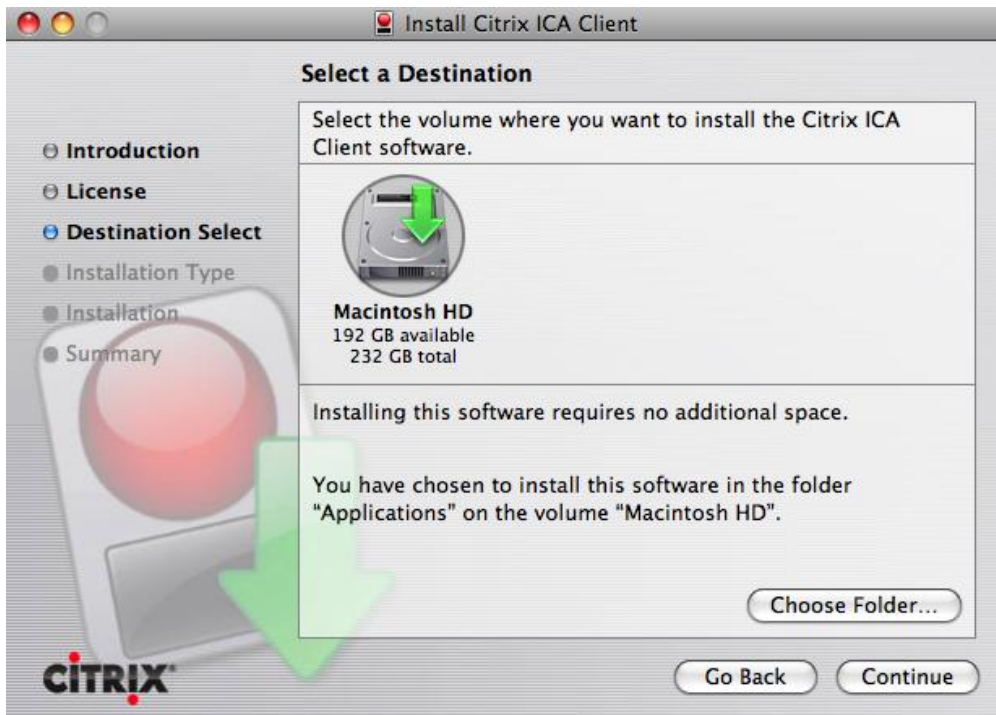 Install Citrix ICA Client
Select a Destination
Introduction
License
Destination Select
Installation Type
Installation
Summary
Select the volume where you want to install the Citrix ICA
Client software.
Macintosh HD
192 GB available
232 GB total
Installing this software requires no additional space.
You have chosen to install this software in the folder
“Applications” on the volume “Macintosh HD”.
Choose Folder...
CITRIX
Go Back
Continue